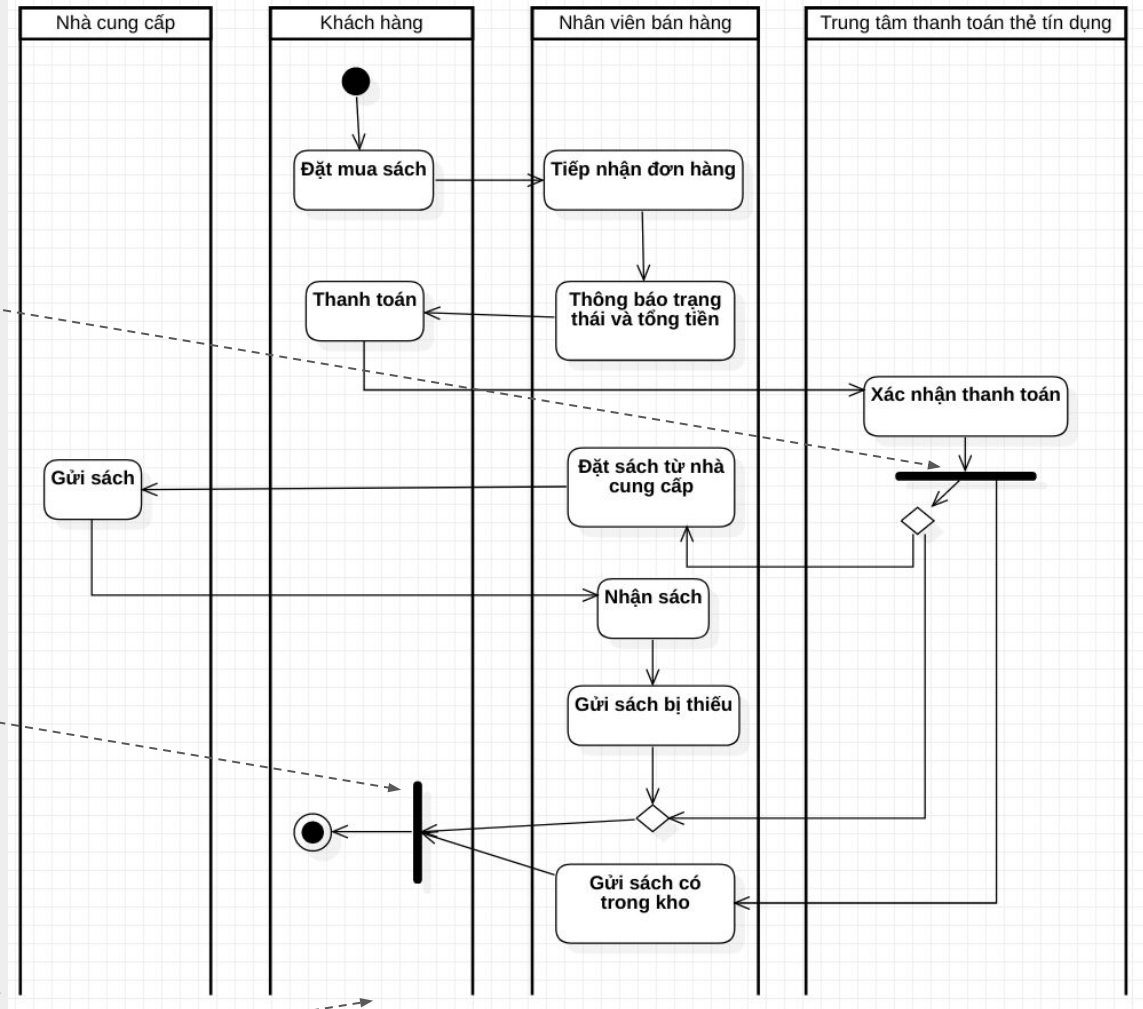 Nhà cung cấp
Khách hàng
Nhân viên bán hàng
Trung tâm thanh toán thẻ tín dụng
Đặt mua sách
Tiếp nhận đơn hàng
Thanh toán
Thông báo trạng
thái và tổng tiền
Xác nhận thanh toán
Gửi sách
Đặt sách từ nhà
cung cấp
Nhận sách
Gửi sách bị thiếu
Gửi sách có
trong kho